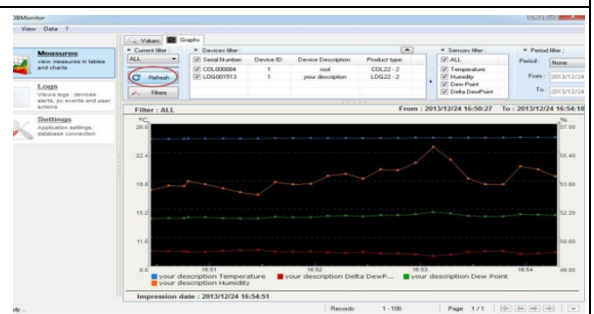 DBMonitor
View Data ?
Measures
view measures in tables
and charts
Logs
Views logs : devices
alerts, pc events and user
actions
Settings
Application settings,
database connection
Values Graphs
Current filter :
ALL
Refresh
Filters
Devices filter :
Serial Number Device ID: Device Description: Product type:
COL000084 1 roof COL22 - 2
LOG001513 1 your description LOG22 - 2
Sensors filter :
ALL
Temperature
Humidity
Dew Point
Delta DewPoint
Period filter :
Period : None
From : 2013/12/24
To : 2013/12/24
Filter : ALL From : 2013/12/24 16:50:27 To : 2013/12/24 16:54:18
°C %
26.0 57.00
22.4 55.40
18.8 53.80
15.2 52.20
11.6 50.60
8.0 49.00
16:51 16:52 16:53 16:54
your description Temperature your description Delta DewP... your description Dew Point
your description Humidity
Impression date : 2013/12/24 16:54:51
Records: 1 - 100 Page: 1 / 1